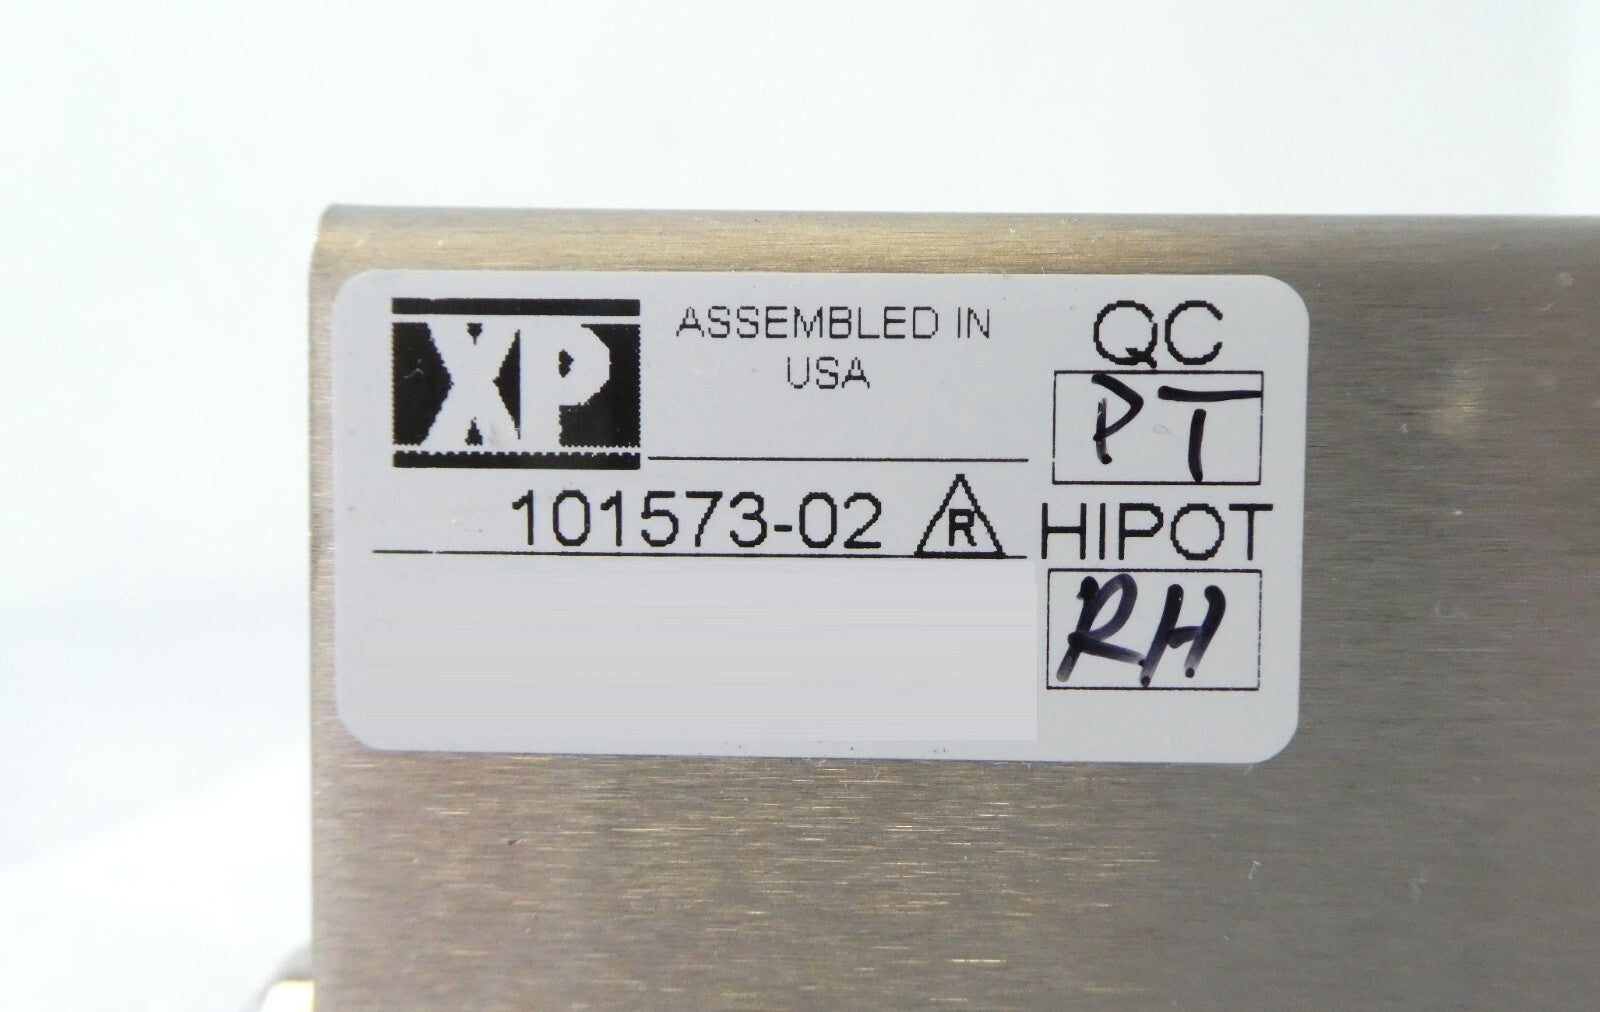 XP
ASSEMBLED IN
USA
101573-02 R
QC
PT
HIPOT
RH